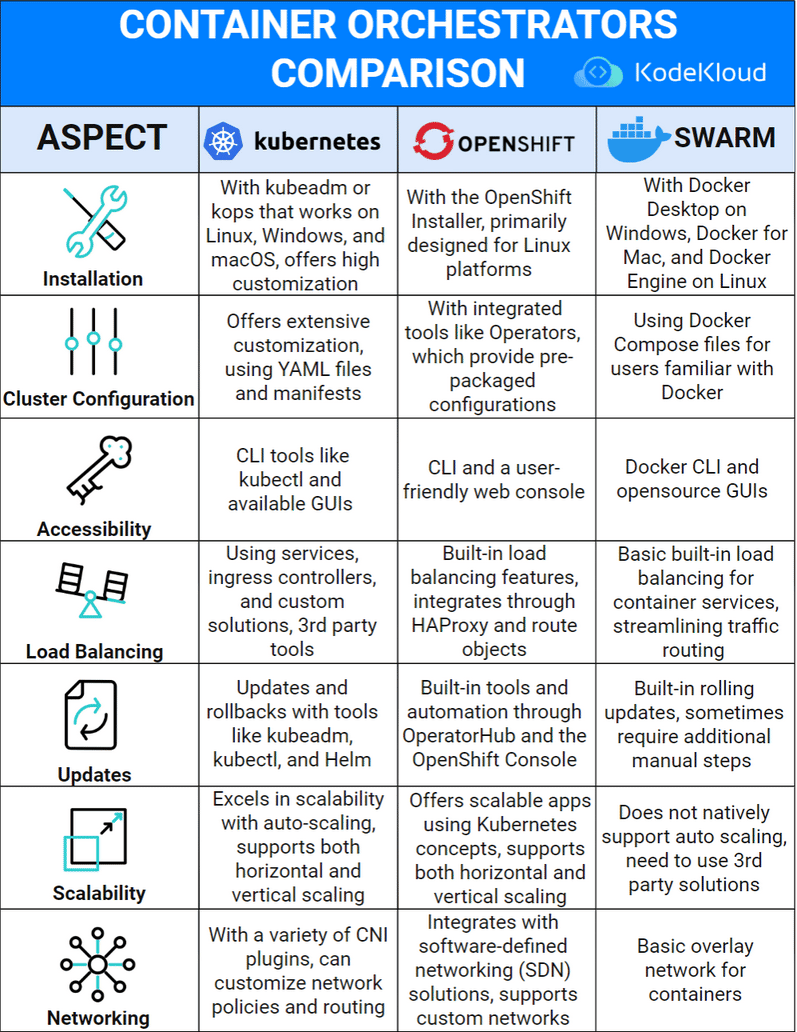 CONTAINER ORCHESTRATORS
COMPARISON
KodeKloud
ASPECT
kubernetes
OPENSHIFT
SWARM
Installation
With kubeadm or
kops that works on
Linux, Windows, and
macOS, offers high
customization
With the OpenShift
Installer, primarily
designed for Linux
platforms
With Docker
Desktop on
Windows, Docker for
Mac, and Docker
Engine on Linux
Cluster Configuration
Offers extensive
customization,
using YAML files
and manifests
With integrated
tools like Operators,
which provide pre-
packaged
configurations
Using Docker
Compose files for
users familiar with
Docker
Accessibility
CLI tools like
kubectl and
available GUIs
CLI and a user-
friendly web console
Docker CLI and
opensource GUIs
Load Balancing
Using services,
ingress controllers,
and custom
solutions, 3rd party
tools
Built-in load
balancing features,
integrates through
HAProxy and route
objects
Basic built-in load
balancing for
container services,
streamlining traffic
routing
Updates
Updates and
rollbacks with tools
like kubeadm,
kubectl, and Helm
Built-in tools and
automation through
OperatorHub and the
OpenShift Console
Built-in rolling
updates, sometimes
require additional
manual steps
Scalability
Excels in scalability
with auto-scaling,
supports both
horizontal and
vertical scaling
Offers scalable apps
using Kubernetes
concepts, supports
both horizontal and
vertical scaling
Does not natively
support auto scaling,
need to use 3rd
party solutions
Networking
With a variety of CNI
plugins, can
customize network
policies and routing
Integrates with
software-defined
networking (SDN)
solutions, supports
custom networks
Basic overlay
network for
containers